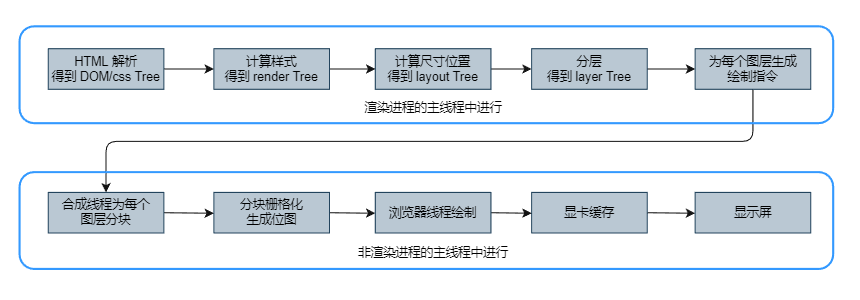 HTML 解析
得到 DOM/css Tree
计算样式
得到 render Tree
计算尺寸位置
得到 layout Tree
分层
得到 layer Tree
为每个图层生成
绘制指令
渲染进程的主线程中进行
合成线程为每个
图层分块
分块栅格化
生成位图
浏览器线程绘制
显卡缓存
显示屏
非渲染进程的主线程中进行